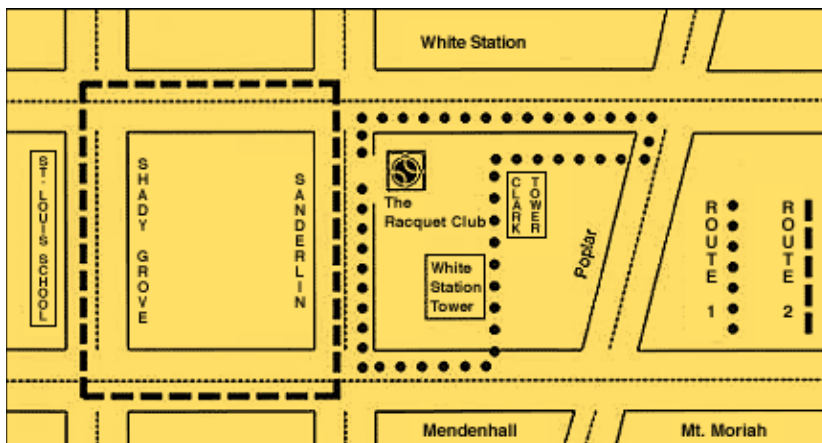 White Station
ST. LOUIS SCHOOL
SHADY GROVE
SANDERLIN
The
Racquet Club
CLARK
TOWER
White
Station
Tower
Poplar
ROUTE 1
ROUTE 2
Mendenhall
Mt. Moriah